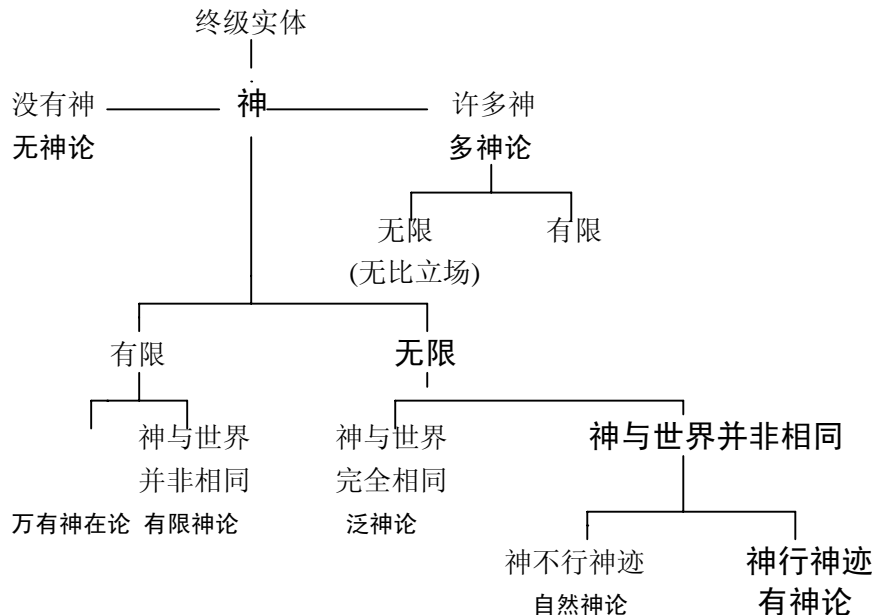 终级实体
没有神 神 许多神
无神论 多神论
无限 有限
(无比立场)
有限 无限
神与世界 神与世界 神与世界并非相同
并非相同 完全相同
万有神在论 有限神论 泛神论
神不行神迹 神行神迹
自然神论 有神论